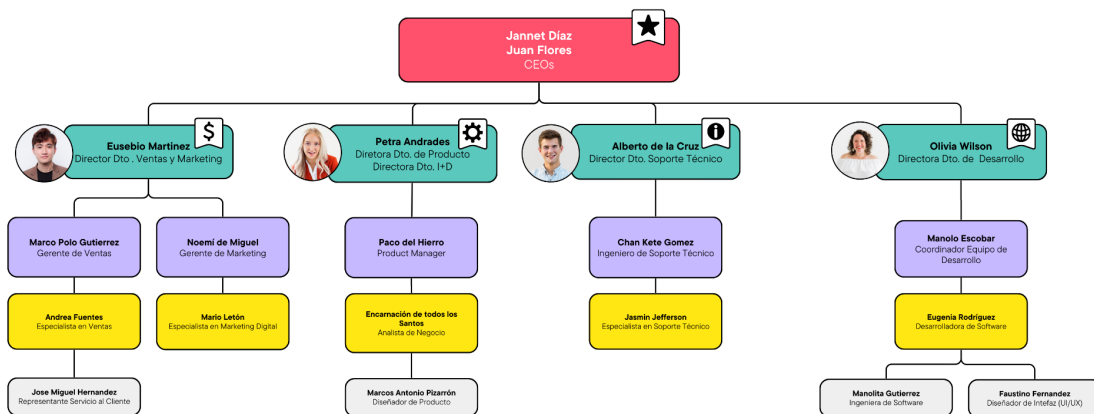 Jannet Díaz
Juan Flores
CEOs
$
Eusebio Martinez
Director Dto . Ventas y Marketing
Petra Andrades
Diretora Dto. de Producto
Directora Dto. I+D
Alberto de la Cruz
Director Dto. Soporte Técnico
Olivia Wilson
Directora Dto. de Desarrollo
Marco Polo Gutierrez
Gerente de Ventas
Noemí de Miguel
Gerente de Marketing
Paco del Hierro
Product Manager
Chan Kete Gomez
Ingeniero de Soporte Técnico
Manolo Escobar
Coordinador Equipo de
Desarrollo
Andrea Fuentes
Especialista en Ventas
Mario Letón
Especialista en Marketing Digital
Encarnación de todos los
Santos
Analista de Negocio
Jasmin Jefferson
Especialista en Soporte Técnico
Eugenia Rodríguez
Desarrolladora de Software
Jose Miguel Hernandez
Representante Servicio al Cliente
Marcos Antonio Pizarrón
Diseñador de Producto
Manolita Gutierrez
Ingeniera de Software
Faustino Fernandez
Diseñador de Intefaz (UI/UX)